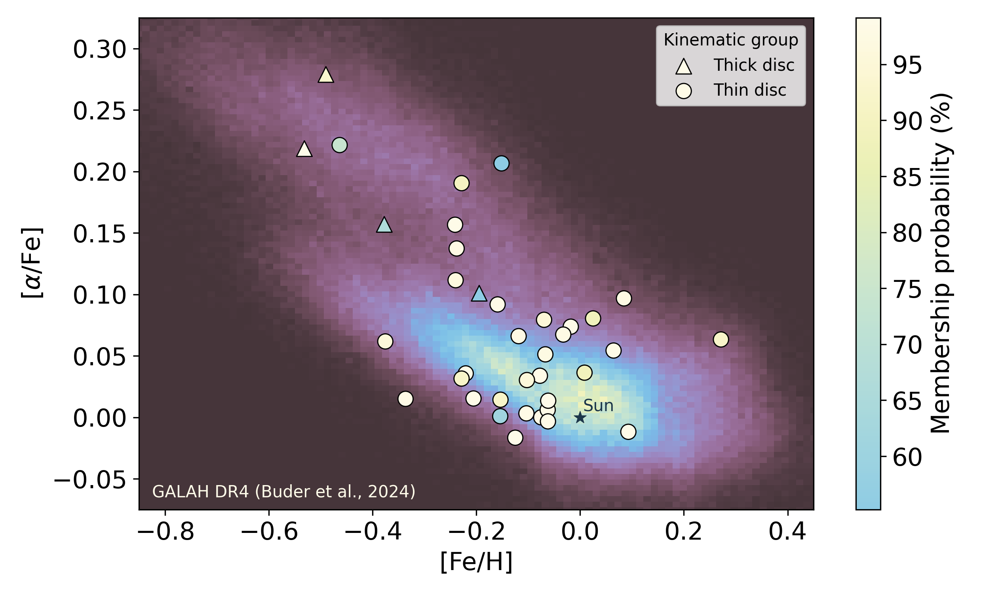 Kinematic group
Thick disc
Thin disc
0.30
0.25
0.20
0.15
0.10
0.05
0.00
−0.05
[α/Fe]
Sun
GALAH DR4 (Buder et al., 2024)
−0.8 −0.6 −0.4 −0.2 0.0 0.2 0.4
[Fe/H]
95
90
85
80
75
70
65
60
Membership probability (%)